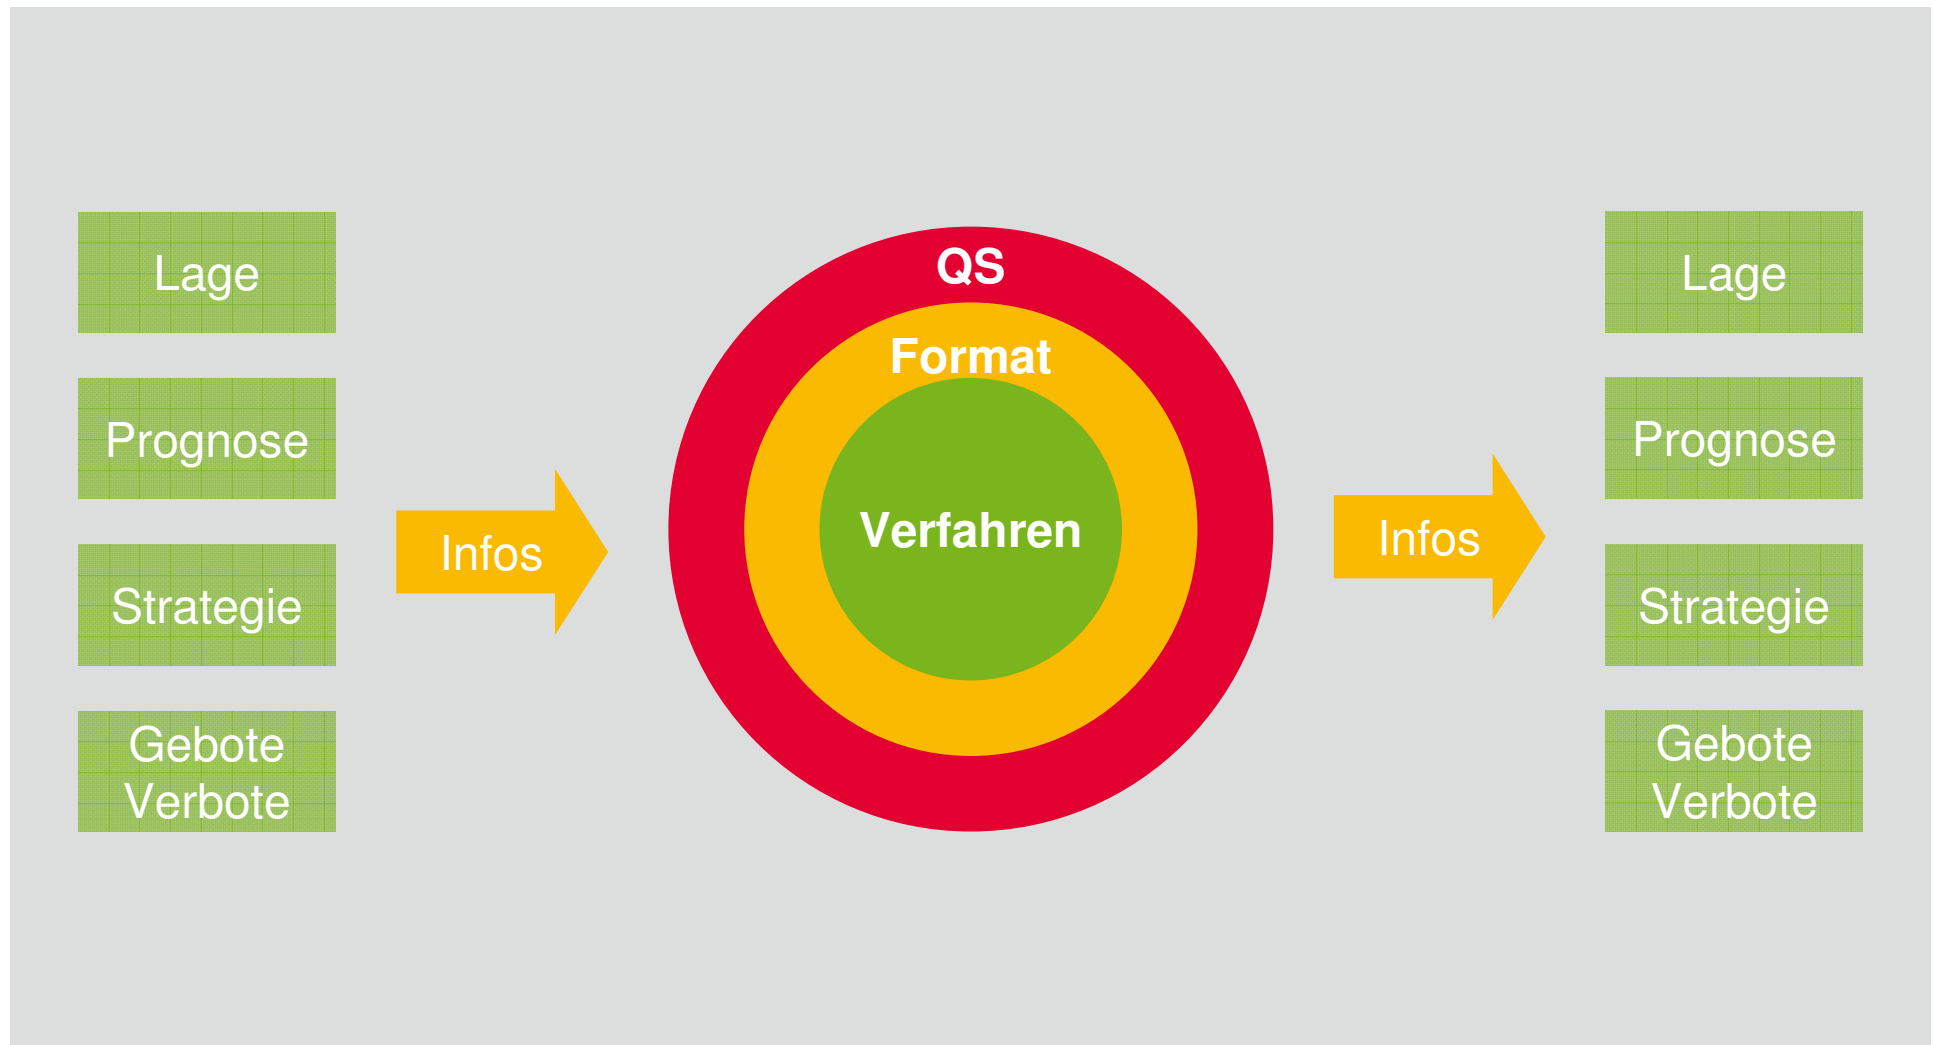 Lage
Prognose
Strategie
Gebote
Verbote
Infos
QS
Format
Verfahren
Infos
Lage
Prognose
Strategie
Gebote
Verbote